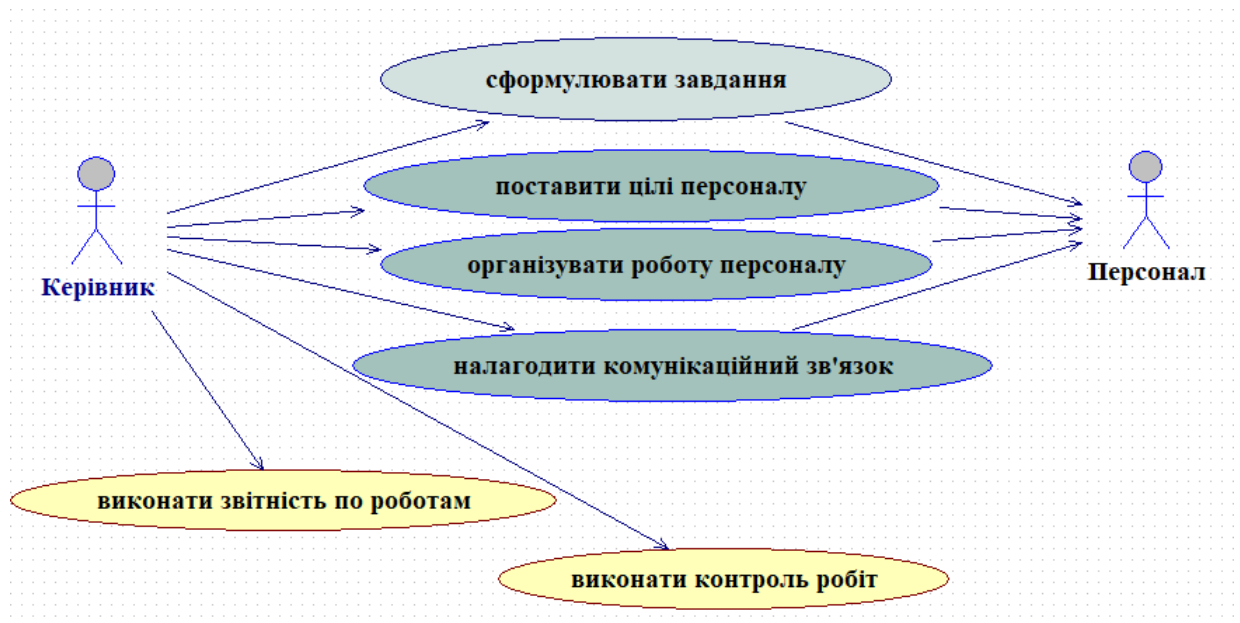 сформулювати завдання
поставити цілі персоналу
організувати роботу персоналу
Керівник
Персонал
налагодити комунікаційний зв'язок
виконати звітність по роботам
виконати контроль робіт